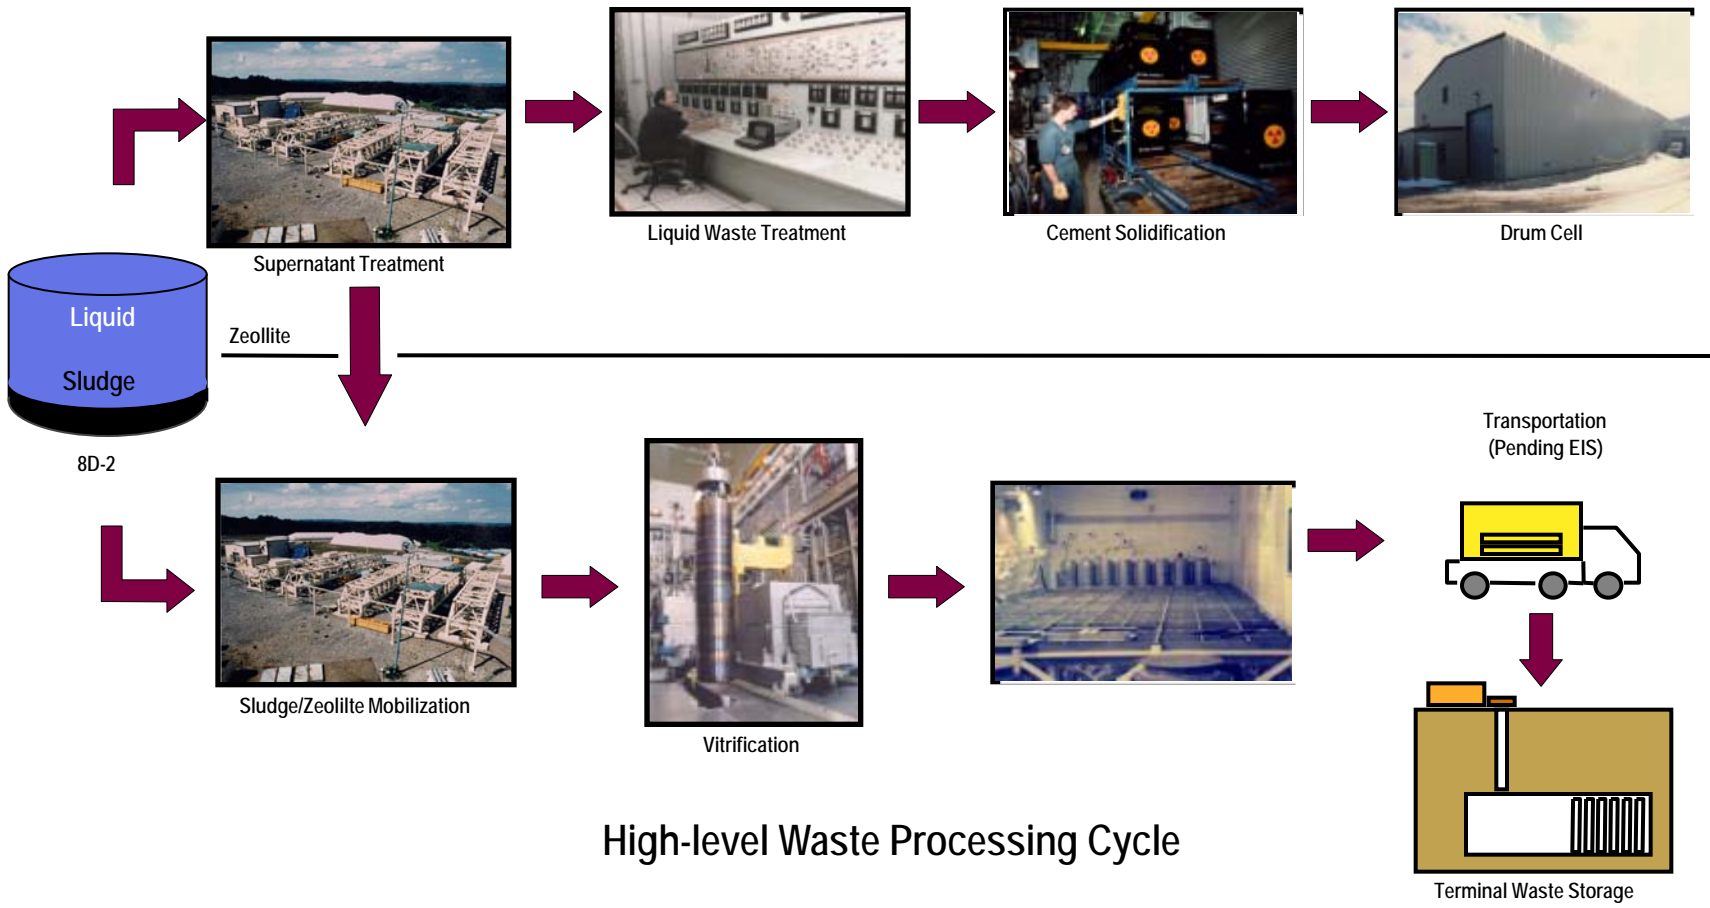 Liquid Waste Treatment
Cement Solidification
Drum Cell
Supernatant Treatment
Liquid
Sludge
8D-2
Zeollite
Transportation
(Pending EIS)
Sludge/Zeolilte Mobilization
Vitrification
High-level Waste Processing Cycle
Terminal Waste Storage